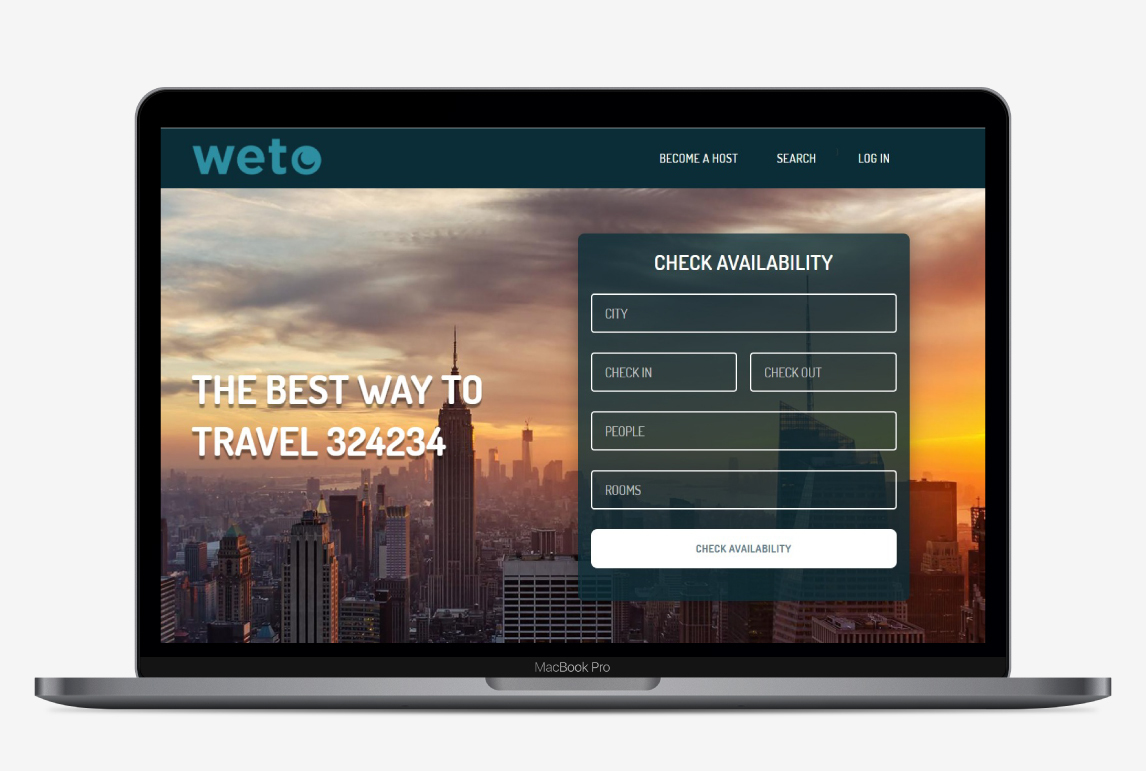 weto
BECOME A HOST
SEARCH
LOG IN
CHECK AVAILABILITY
CITY
CHECK IN
CHECK OUT
THE BEST WAY TO
TRAVEL 324234
PEOPLE
ROOMS
CHECK AVAILABILITY
MacBook Pro